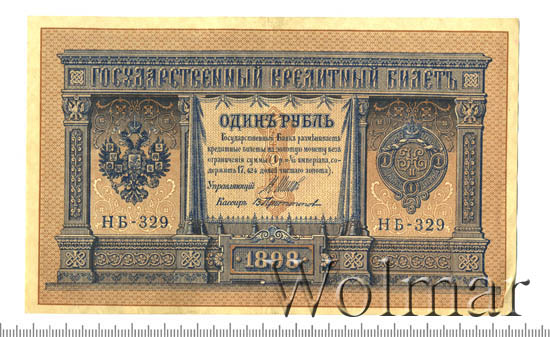 ГОСУДАРСТВЕННЫЙ КРЕДИТНЫЙ БИЛЕТЪ
ОДИНЪ РУБЛЬ
Государственный Банкъ размѣниваетъ
кредитные билеты на золотую монету безъ
ограниченія суммы (1 р. = 1/15 имперіала, со-
держитъ 17,424 долей чистаго золота).
Управляющій
Кассиръ
НБ-329
НБ-329
1898
Wolmar